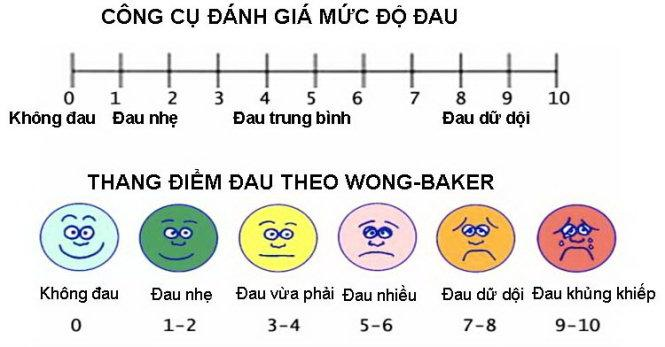 CÔNG CỤ ĐÁNH GIÁ MỨC ĐỘ ĐAU
0 1 2 3 4 5 6 7 8 9 10
Không đau Đau nhẹ Đau trung bình Đau dữ dội
THANG ĐIỂM ĐAU THEO WONG-BAKER
Không đau Đau nhẹ Đau vừa phải Đau nhiều Đau dữ dội Đau khủng khiếp
0 1-2 3-4 5-6 7-8 9-10